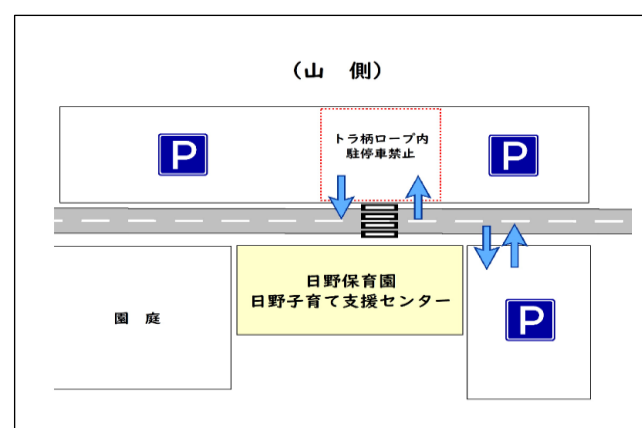 （山　側）
P
トラ柄ロープ内
駐停車禁止
P
日野保育園
日野子育て支援センター
園　庭
P